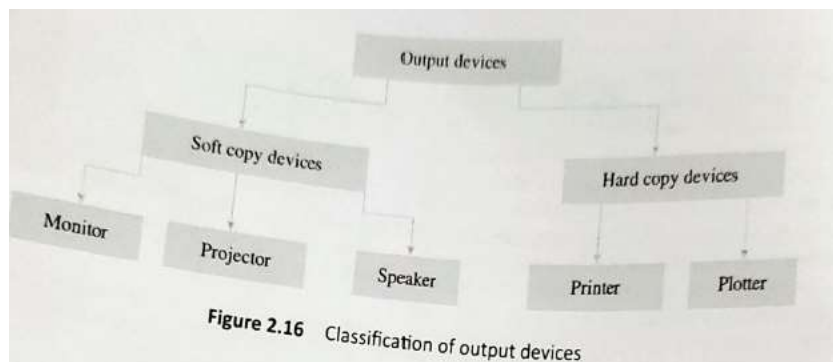 Output devices
Soft copy devices
Hard copy devices
Monitor
Projector
Speaker
Printer
Plotter
Figure 2.16 Classification of output devices